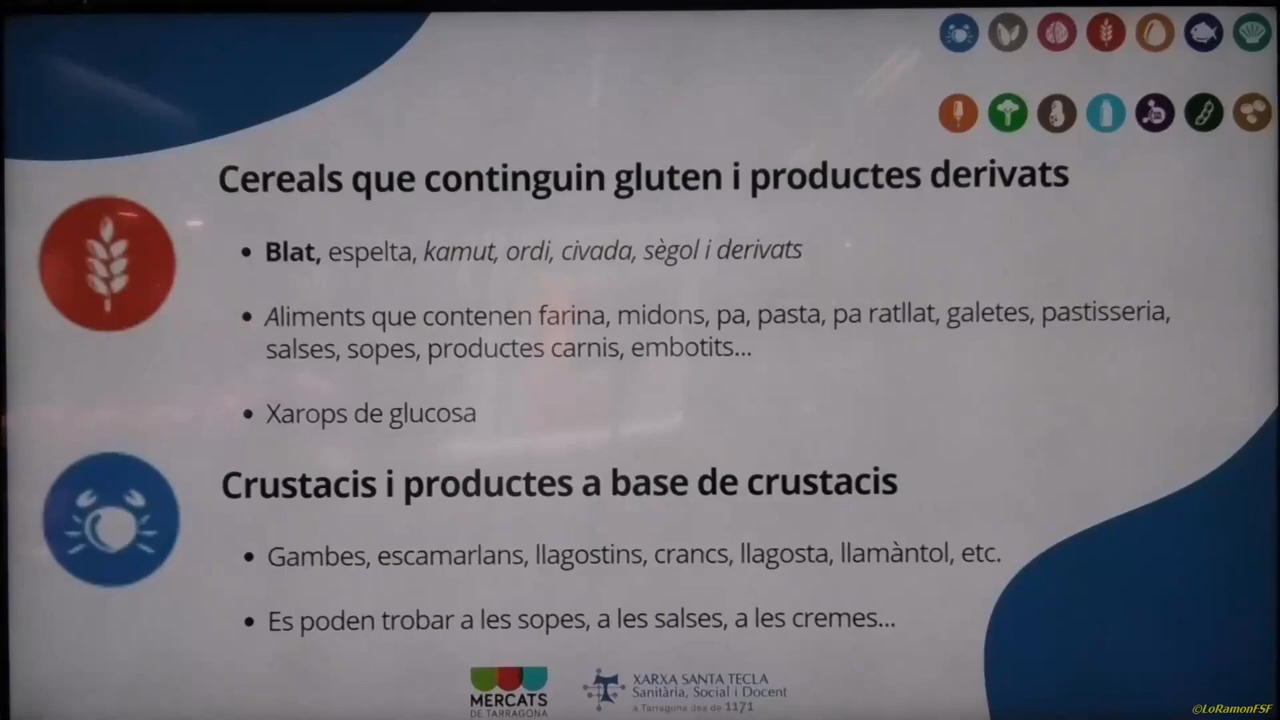 Cereals que continguin gluten i productes derivats
• Blat, espelta, kamut, ordi, civada, sègol i derivats
• Aliments que contenen farina, midons, pa, pasta, pa ratllat, galetes, pastisseria,
salses, sopes, productes carnis, embotits...
• Xarops de glucosa
Crustacis i productes a base de crustacis
• Gambes, escamarlans, llagostins, crancs, llagosta, llamàntol, etc.
• Es poden trobar a les sopes, a les salses, a les cremes...
MERCATS
DE TARRAGONA
XARXA SANTA TECLA
Sanitària, Social i Docent
a Tarragona des de 1171
©LoRamonFSF